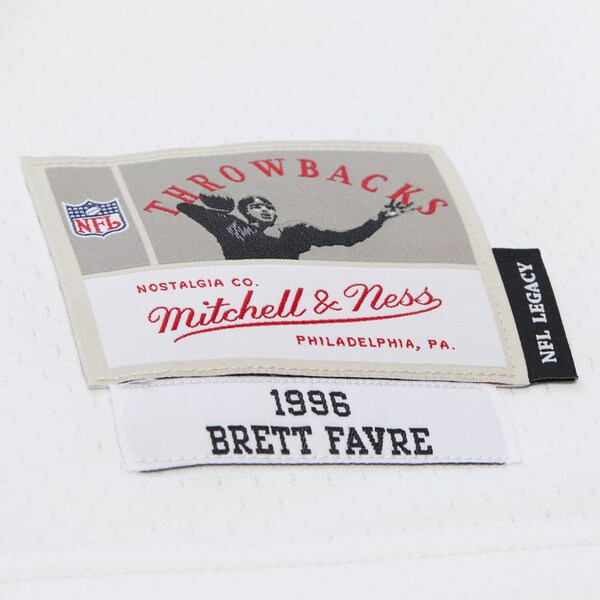 THROWBACKS
NFL
NOSTALGIA CO.
Mitchell & Ness
PHILADELPHIA, PA.
NFL LEGACY
1996
BRETT FAVRE